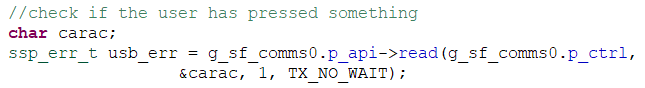 //check if the user has pressed something
char carac;
ssp_err_t usb_err = g_sf_comms0.p_api->read(g_sf_comms0.p_ctrl,
&carac, 1, TX_NO_WAIT);